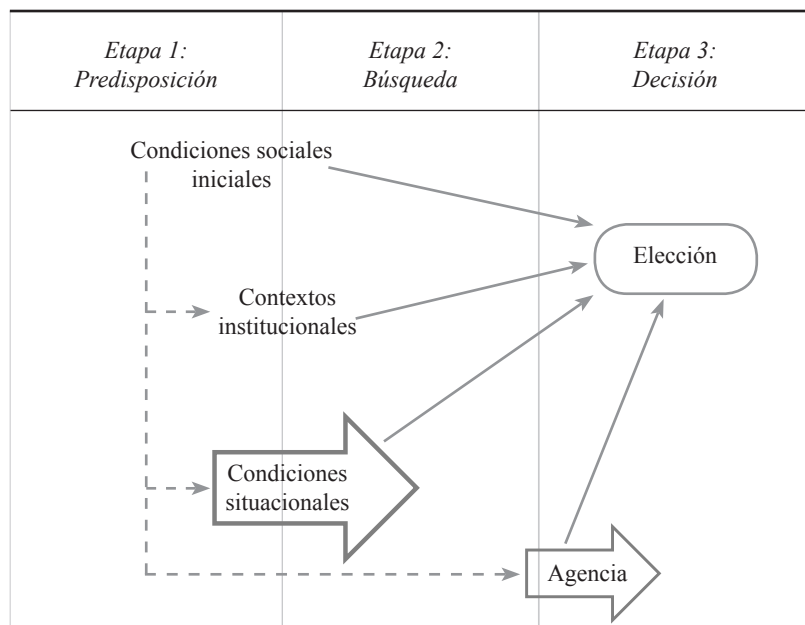 Etapa 1:
Predisposición
Etapa 2:
Búsqueda
Etapa 3:
Decisión
Condiciones sociales
iniciales
Elección
Contextos
institucionales
Condiciones
situacionales
Agencia